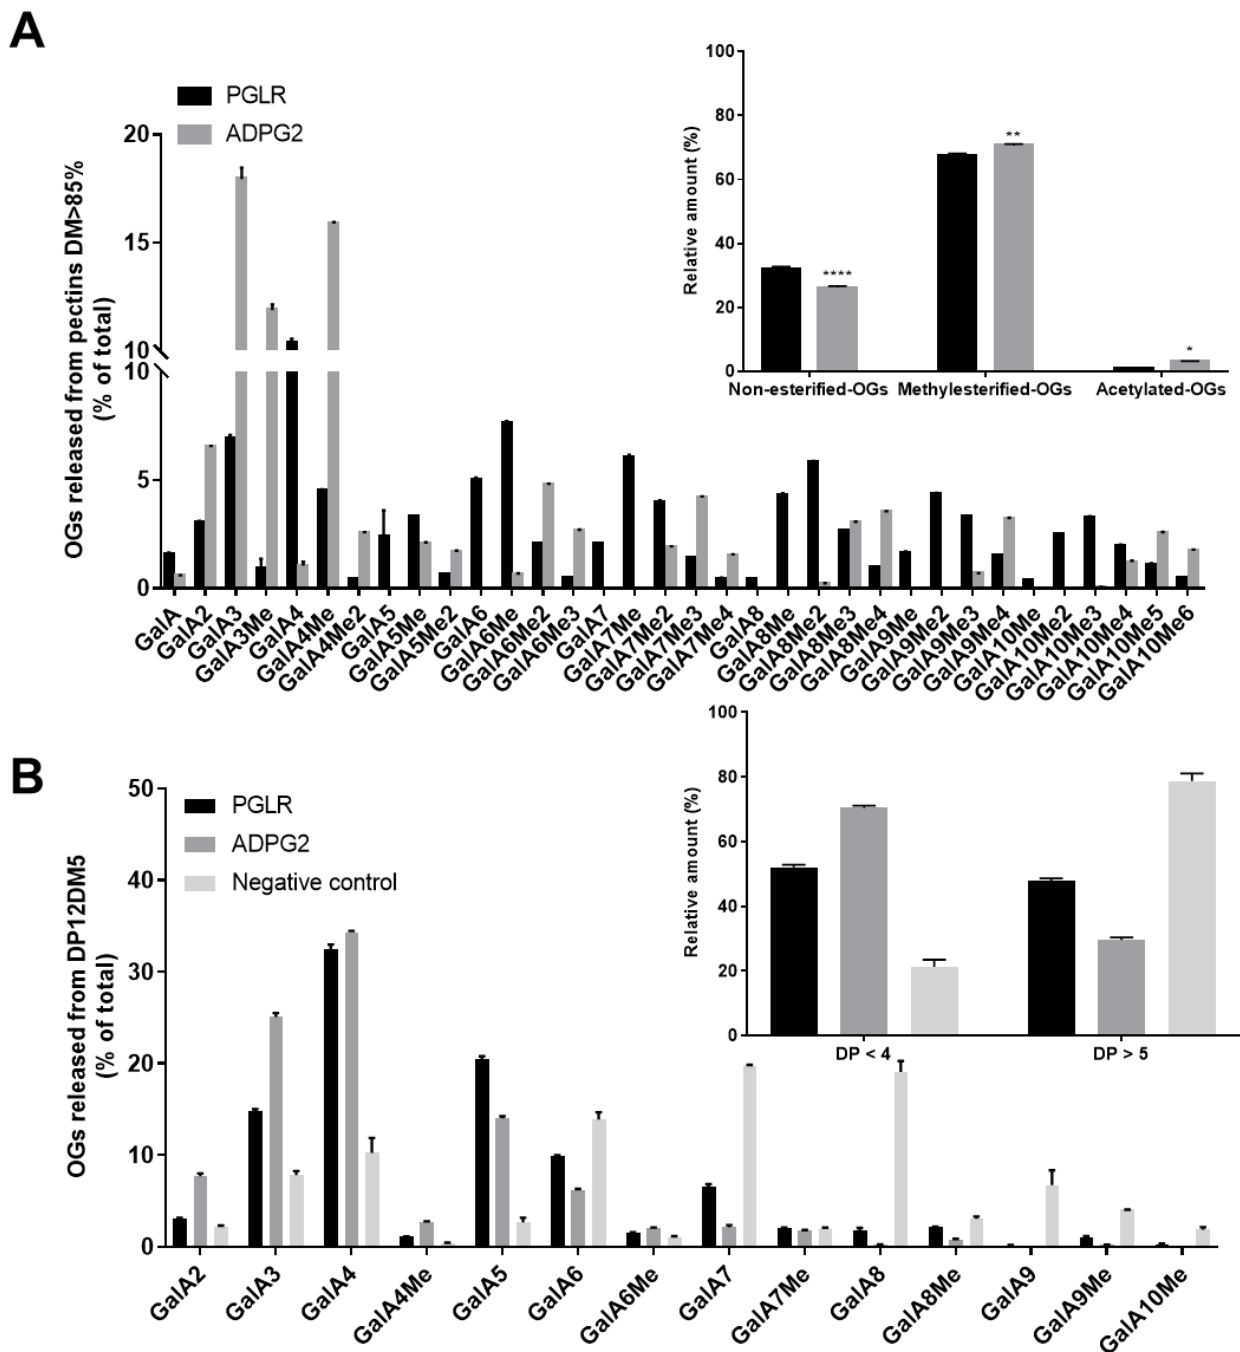 A
PGLR
ADPG2
OGs released from pectins DM>85%
(% of total)
20
15
10
10
5
0
GalA
GalA2
GalA3
GalA3Me
GalA4
GalA4Me
GalA4Me2
GalA5
GalA5Me
GalA5Me2
GalA6
GalA6Me
GalA6Me2
GalA6Me3
GalA7
GalA7Me
GalA7Me2
GalA7Me3
GalA7Me4
GalA8
GalA8Me
GalA8Me2
GalA8Me3
GalA8Me4
GalA9Me
GalA9Me2
GalA9Me3
GalA9Me4
GalA10Me
GalA10Me2
GalA10Me3
GalA10Me4
GalA10Me5
GalA10Me6
Relative amount (%)
100
80
60
40
20
0
****
**
*
Non-esterified-OGs
Methylesterified-OGs
Acetylated-OGs
B
PGLR
ADPG2
Negative control
OGs released from DP12DM5
(% of total)
50
40
30
20
10
0
GalA2
GalA3
GalA4
GalA4Me
GalA5
GalA6
GalA6Me
GalA7
GalA7Me
GalA8
GalA8Me
GalA9
GalA9Me
GalA10Me
Relative amount (%)
100
80
60
40
20
0
DP < 4
DP > 5